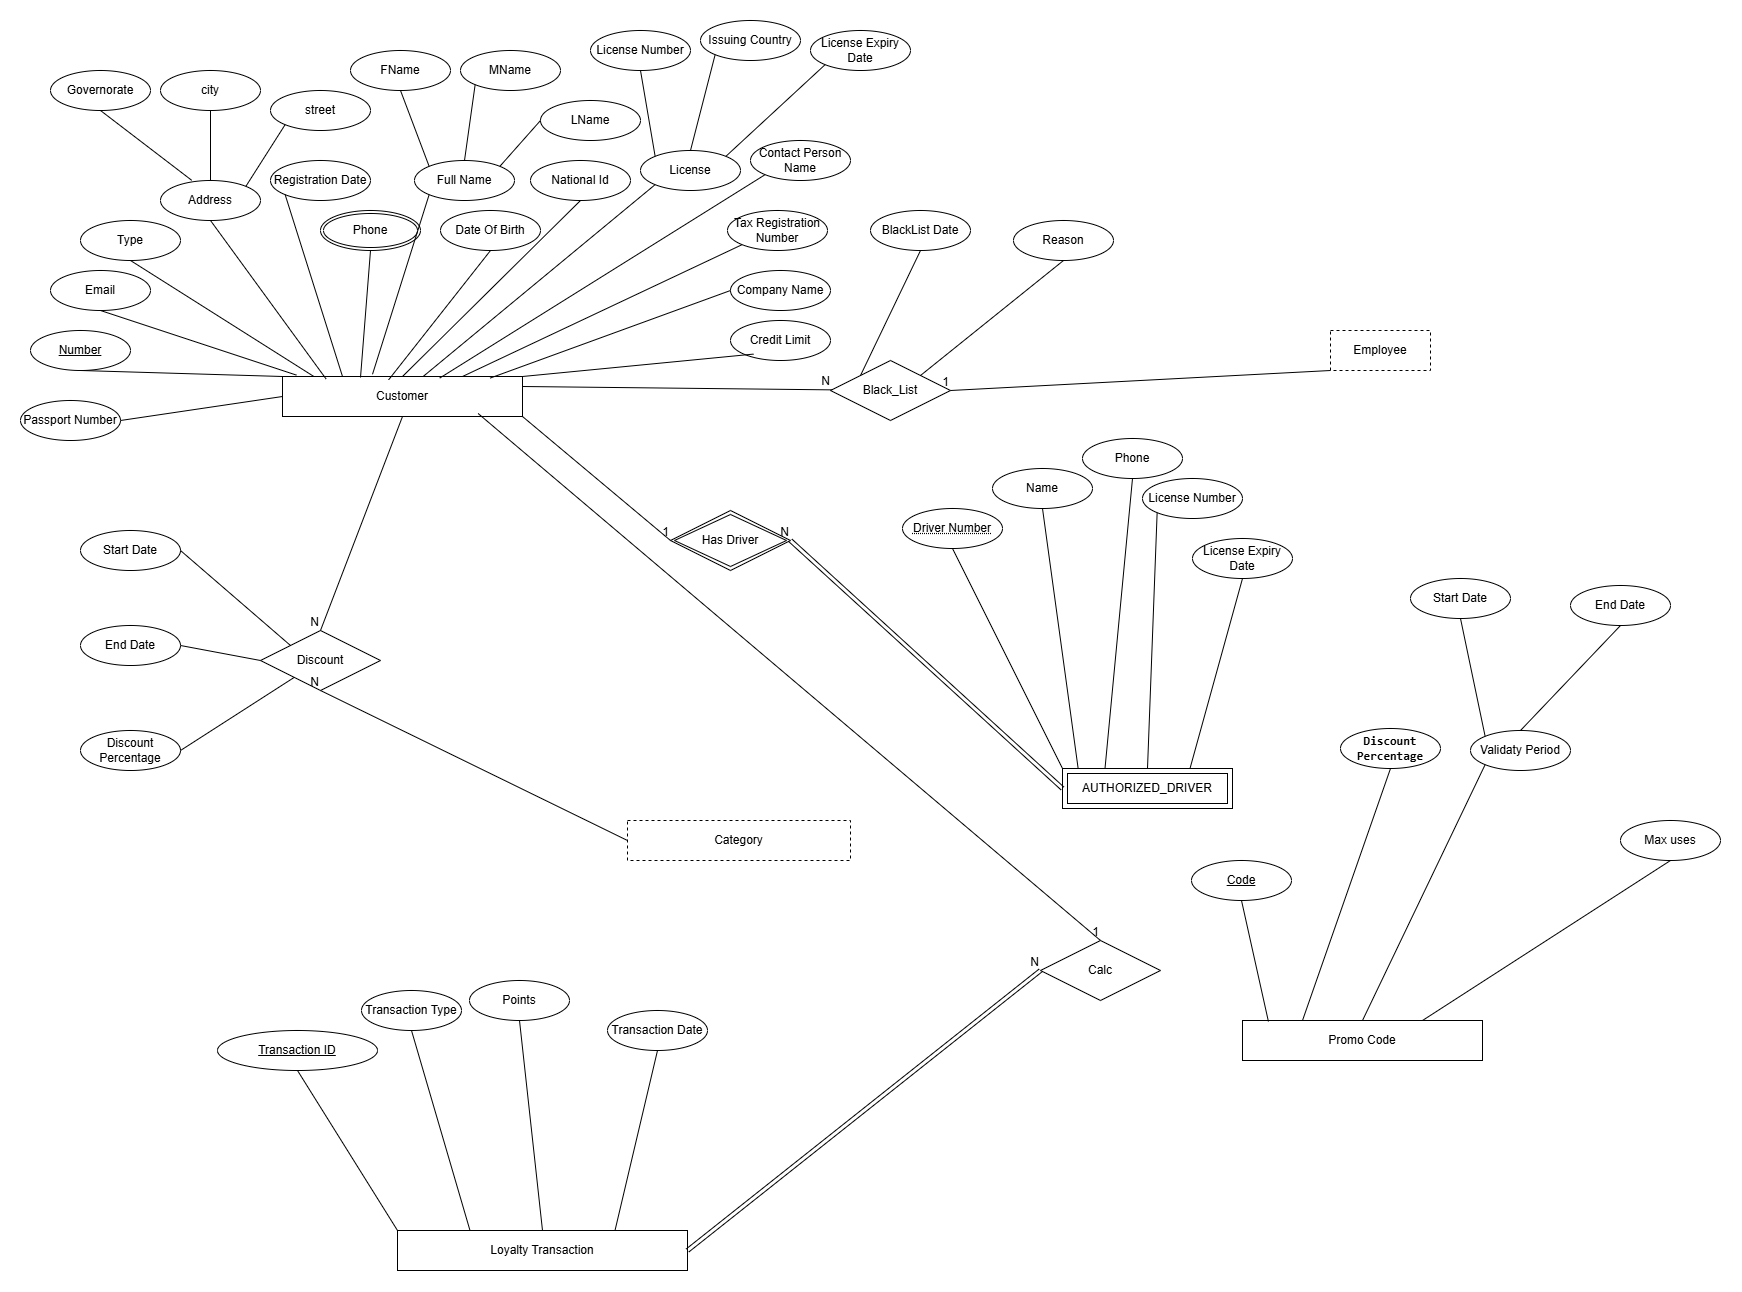 License Number
Issuing Country
License Expiry
Date
FName
MName
Governorate
city
street
LName
Contact Person
Name
License
Registration Date
Full Name
National Id
Address
Phone
Date Of Birth
Tax Registration
Number
BlackList Date
Reason
Type
Email
Company Name
Number
Credit Limit
Employee
N
Black_List
1
Customer
Passport Number
Phone
Name
License Number
Driver Number
1
Has Driver
N
License Expiry
Date
Start Date
Start Date
End Date
N
End Date
Discount
N
Discount
Percentage
Discount
Percentage
Validaty Period
AUTHORIZED_DRIVER
Category
Max uses
Code
1
N
Calc
Points
Transaction Type
Transaction Date
Transaction ID
Promo Code
Loyalty Transaction